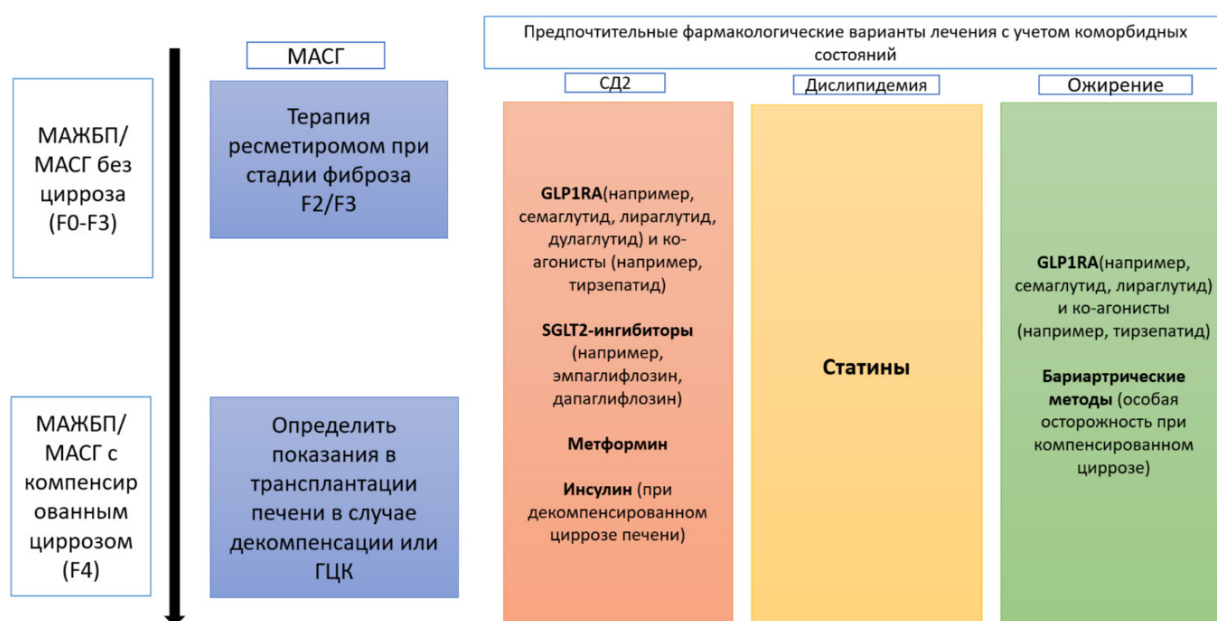 Предпочтительные фармакологические варианты лечения с учетом коморбидных
состояний
МАСГ
СД2
Дислипидемия
Ожирение
МАЖБП/
МАСГ без
цирроза
(F0-F3)
Терапия
ресметиромом при
стадии фиброза
F2/F3
МАЖБП/
МАСГ с
компенсир
ованным
циррозом
(F4)
Определить
показания в
трансплантации
печени в случае
декомпенсации или
ГЦК
GLP1RA(например,
семаглутид, лираглутид,
дулаглутид) и ко-
агонисты (например,
тирзепатид)
SGLT2-ингибиторы
(например,
эмпаглифлозин,
дапаглифлозин)
Метформин
Инсулин (при
декомпенсированном
циррозе печени)
Статины
GLP1RA(например,
семаглутид, лираглутид)
и ко-агонисты
(например, тирзепатид)
Бариартрические
методы (особая
осторожность при
компенсированном
циррозе)